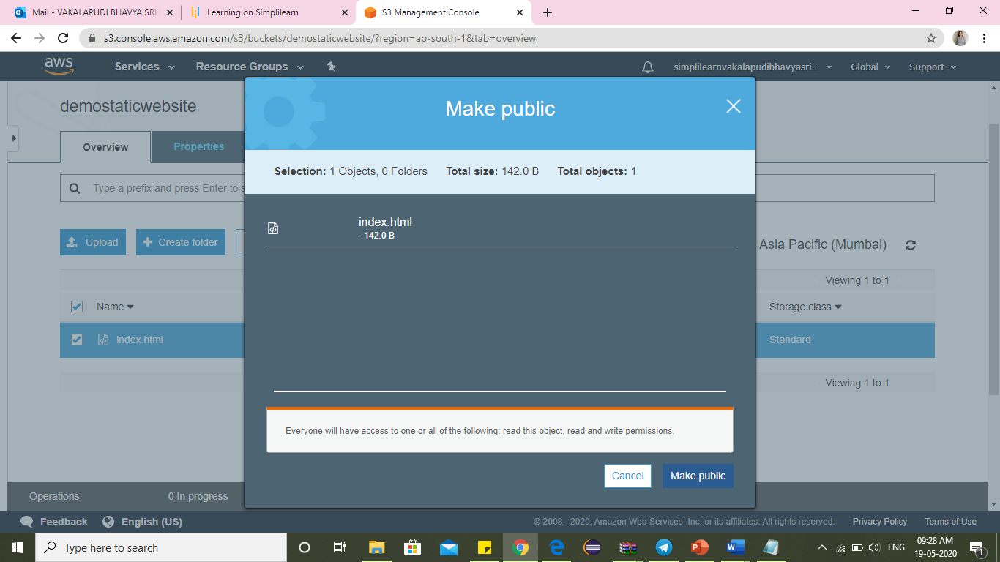 Mail - VAKALAPUDI BHAVYA SRI
Learning on Simplilearn
S3 Management Console
s3.console.aws.amazon.com/s3/buckets/demostaticwebsite/?region=ap-south-1&tab=overview
aws
Services
Resource Groups
simplilearnvakalapudibhavyasri...
Global
Support
demostaticwebsite
Make public
Overview
Properties
Selection: 1 Objects, 0 Folders
Total size: 142.0 B
Total objects: 1
Type a prefix and press Enter to s
index.html
- 142.0 B
Upload
Create folder
Asia Pacific (Mumbai)
Viewing 1 to 1
Name
Storage class
index.html
Standard
Viewing 1 to 1
Everyone will have access to one or all of the following: read this object, read and write permissions.
Cancel
Make public
Operations
0 In progress
Feedback
English (US)
© 2008 - 2020, Amazon Web Services, Inc. or its affiliates. All rights reserved.
Privacy Policy
Terms of Use
Type here to search
ENG
09:28 AM
19-05-2020
1